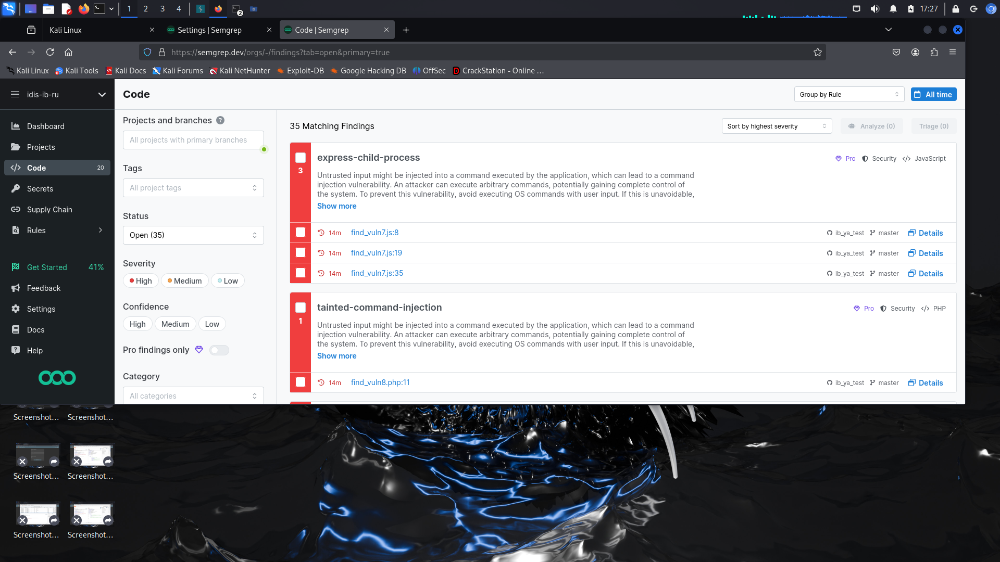 1 2 3 4
2
17:27
Kali Linux
Settings | Semgrep
Code | Semgrep
https://semgrep.dev/orgs/-/findings?tab=open&primary=true
Kali Linux
Kali Tools
Kali Docs
Kali Forums
Kali NetHunter
Exploit-DB
Google Hacking DB
OffSec
CrackStation - Online …
idis-ib-ru
Dashboard
Projects
Code 20
Secrets
Supply Chain
Rules
Get Started 41%
Feedback
Settings
Docs
Help
Code
Group by Rule
All time
Projects and branches ?
All projects with primary branches
Tags
All project tags
Status
Open (35)
Severity
High Medium Low
Confidence
High Medium Low
Pro findings only
Category
All categories
35 Matching Findings
Sort by highest severity
Analyze (0)
Triage (0)
3
express-child-process
Pro Security JavaScript
Untrusted input might be injected into a command executed by the application, which can lead to a command
injection vulnerability. An attacker can execute arbitrary commands, potentially gaining complete control of
the system. To prevent this vulnerability, avoid executing OS commands with user input. If this is unavoidable,
Show more
14m find_vuln7.js:8 ib_ya_test master Details
14m find_vuln7.js:19 ib_ya_test master Details
14m find_vuln7.js:35 ib_ya_test master Details
1
tainted-command-injection
Pro Security PHP
Untrusted input might be injected into a command executed by the application, which can lead to a command
injection vulnerability. An attacker can execute arbitrary commands, potentially gaining complete control of
the system. To prevent this vulnerability, avoid executing OS commands with user input. If this is unavoidable,
Show more
14m find_vuln8.php:11 ib_ya_test master Details
Screenshot... Screenshot...
Screenshot... Screenshot...
Screenshot... Screenshot...